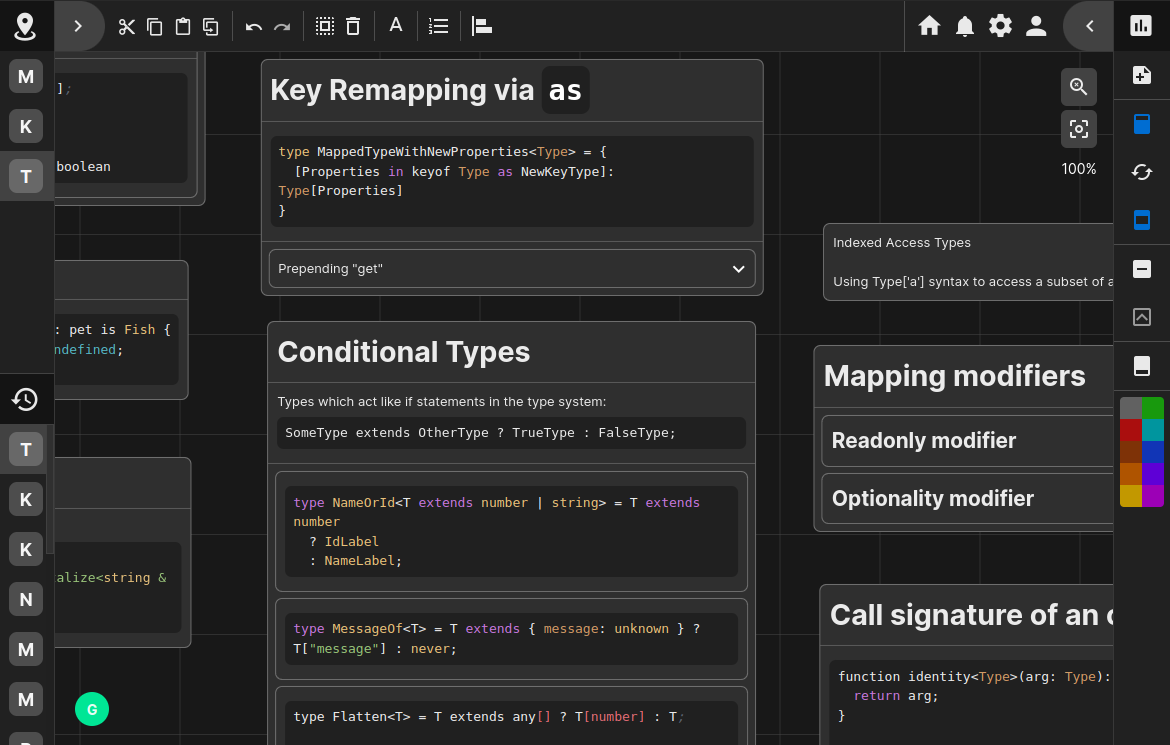 M
K
T
T
K
K
N
M
M
A
];
boolean
: pet is Fish {
ndefined;
alize<string &
G
Key Remapping via as
type MappedTypeWithNewProperties<Type> = {
[Properties in keyof Type as NewKeyType]:
Type[Properties]
}
Prepending "get"
Conditional Types
Types which act like if statements in the type system:
SomeType extends OtherType ? TrueType : FalseType;
type NameOrId<T extends number | string> = T extends
number
? IdLabel
: NameLabel;
type MessageOf<T> = T extends { message: unknown } ?
T["message"] : never;
type Flatten<T> = T extends any[] ? T[number] : T;
100%
Indexed Access Types
Using Type['a'] syntax to access a subset of a
Mapping modifiers
Readonly modifier
Optionality modifier
Call signature of an
function identity<Type>(arg: Type):
return arg;
}